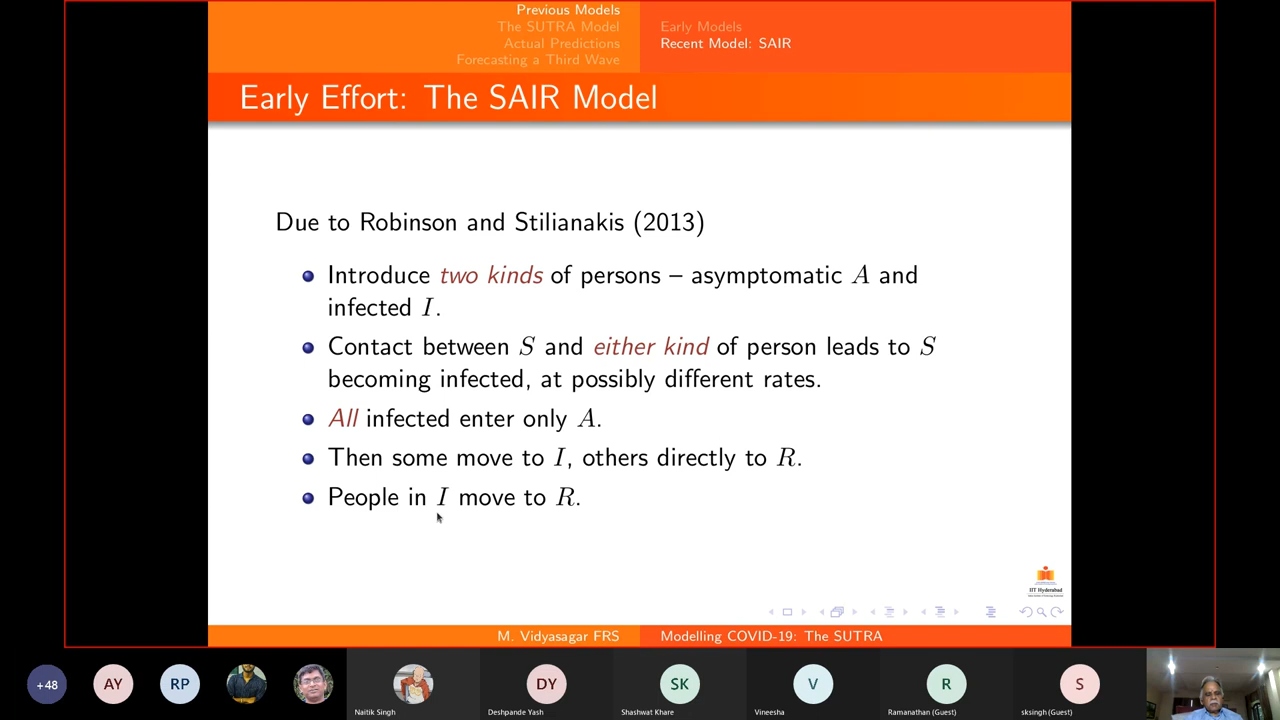 Previous Models
The SUTRA Model
Actual Predictions
Forecasting a Third Wave
Early Models
Recent Model: SAIR
Early Effort: The SAIR Model
Due to Robinson and Stilianakis (2013)
Introduce two kinds of persons – asymptomatic A and
infected I.
Contact between S and either kind of person leads to S
becoming infected, at possibly different rates.
All infected enter only A.
Then some move to I, others directly to R.
People in I move to R.
IIT Hyderabad
M. Vidyasagar FRS
Modelling COVID-19: The SUTRA
+48
AY
RP
Naitik Singh
DY
Deshpande Yash
SK
Shashwat Khare
V
Vineesha
R
Ramanathan (Guest)
S
sksingh (Guest)